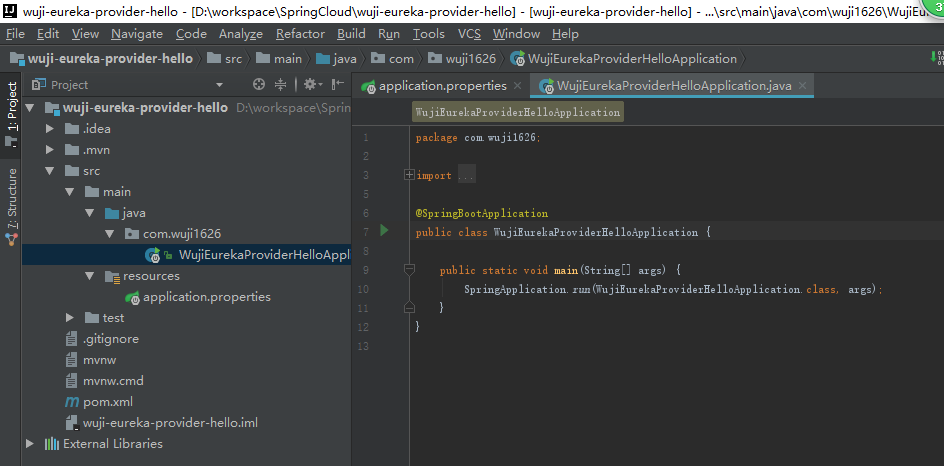 wuji-eureka-provider-hello - [D:\workspace\SpringCloud\wuji-eureka-provider-hello] - [wuji-eureka-provider-hello] - ...\src\main\java\com\wuji1626\WujiEu
3
File Edit View Navigate Code Analyze Refactor Build Run Tools VCS Window Help
wuji-eureka-provider-hello src main java com wuji1626 WujiEurekaProviderHelloApplication
1: Project
7: Structure
Project
wuji-eureka-provider-hello D:\workspace\Sprin
.idea
.mvn
src
main
java
com.wuji1626
WujiEurekaProviderHelloAppl
resources
application.properties
test
.gitignore
mvnw
mvnw.cmd
pom.xml
wuji-eureka-provider-hello.iml
External Libraries
application.properties WujiEurekaProviderHelloApplication.java
WujiEurekaProviderHelloApplication
1 package com.wuji1626;
2
3 import ...
5
6 @SpringBootApplication
7 public class WujiEurekaProviderHelloApplication {
8
9 public static void main(String[] args) {
10 SpringApplication.run(WujiEurekaProviderHelloApplication.class, args);
11 }
12 }
13